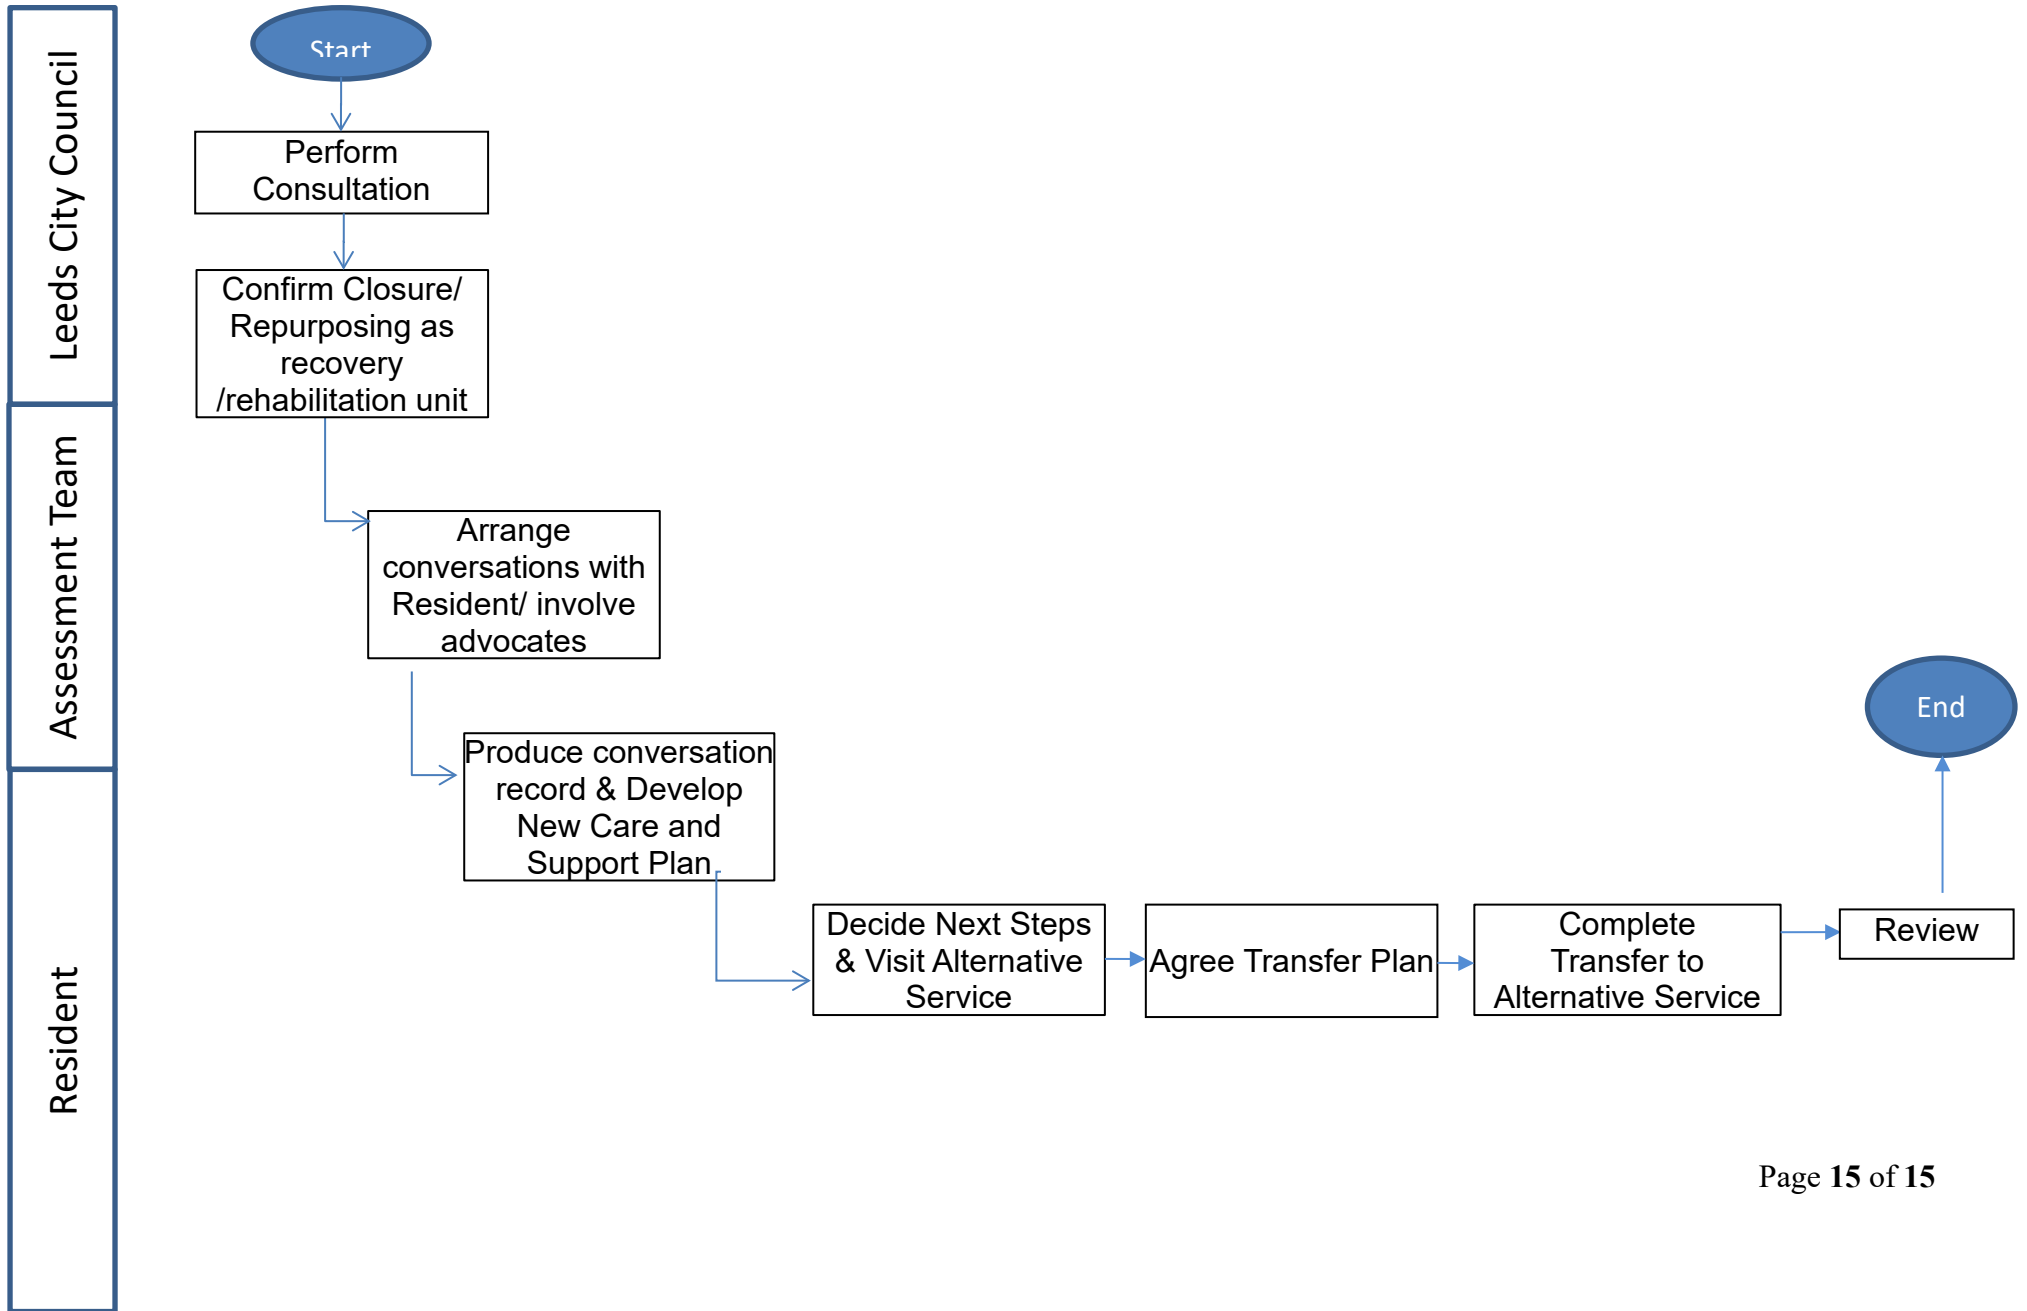 Leeds City Council
Start
Perform
Consultation
Confirm Closure/
Repurposing as
recovery
/rehabilitation unit
Assessment Team
Arrange
conversations with
Resident/ involve
advocates
End
Produce conversation
record & Develop
New Care and
Support Plan
Resident
Decide Next Steps
& Visit Alternative
Service
Agree Transfer Plan
Complete
Transfer to
Alternative Service
Review
Page 15 of 15